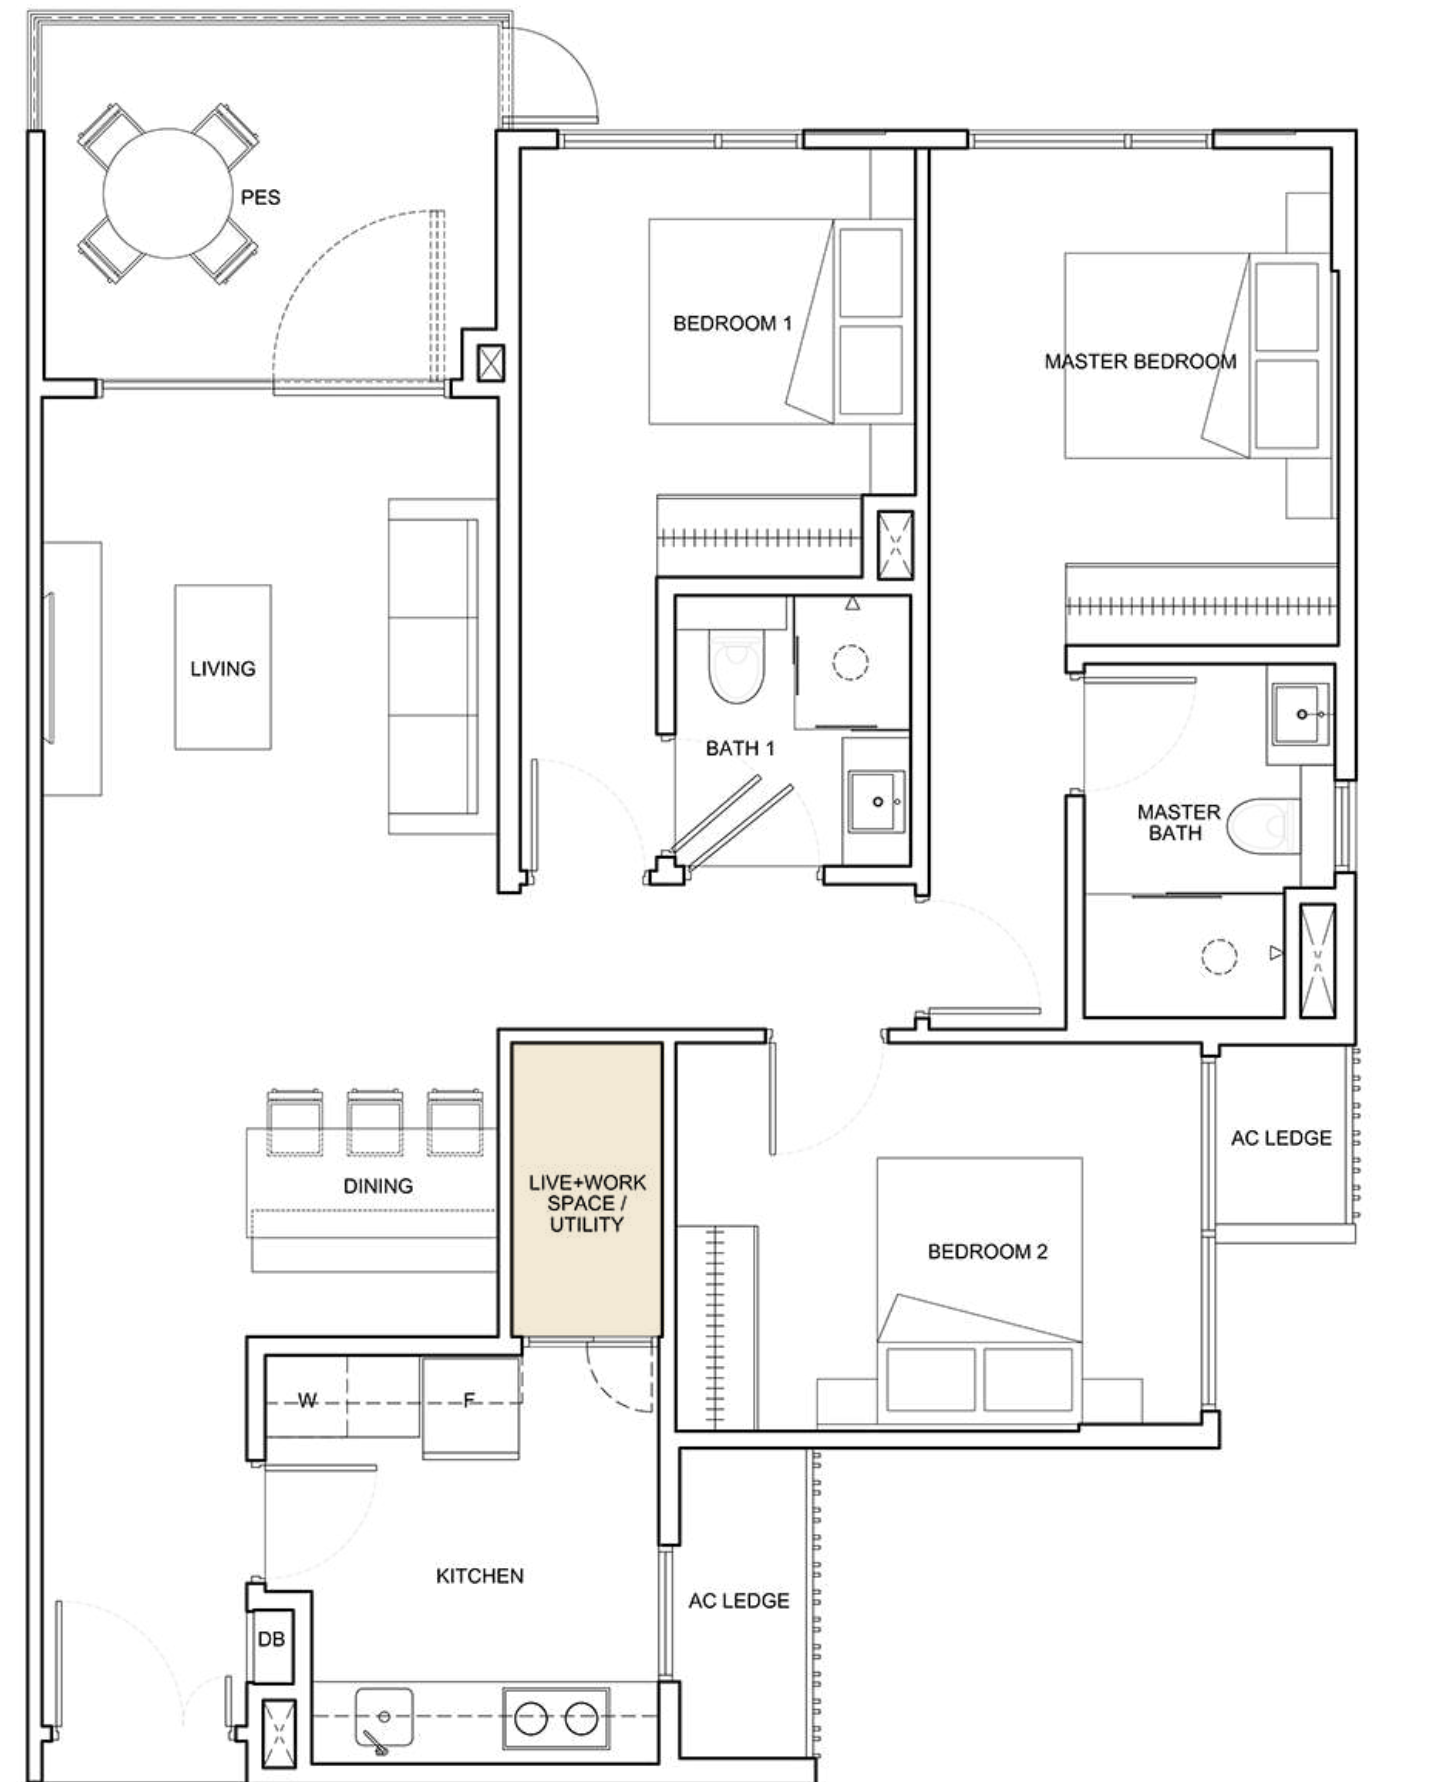 PES
BEDROOM 1
MASTER BEDROOM
LIVING
BATH 1
MASTER
BATH
AC LEDGE
DINING
LIVE+WORK
SPACE /
UTILITY
BEDROOM 2
W
F
KITCHEN
AC LEDGE
DB